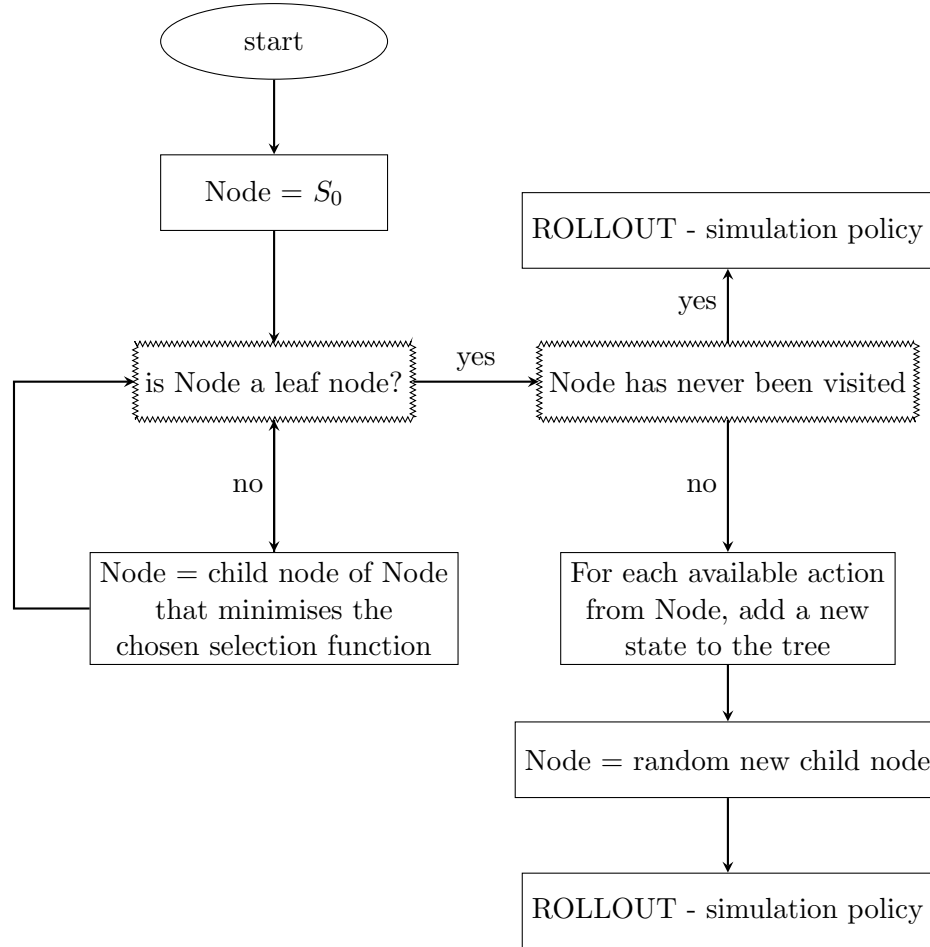 start
Node = S_0
ROLLOUT - simulation policy
yes
is Node a leaf node?
yes
Node has never been visited
no
no
Node = child node of Node
that minimises the
chosen selection function
For each available action
from Node, add a new
state to the tree
Node = random new child node
ROLLOUT - simulation policy